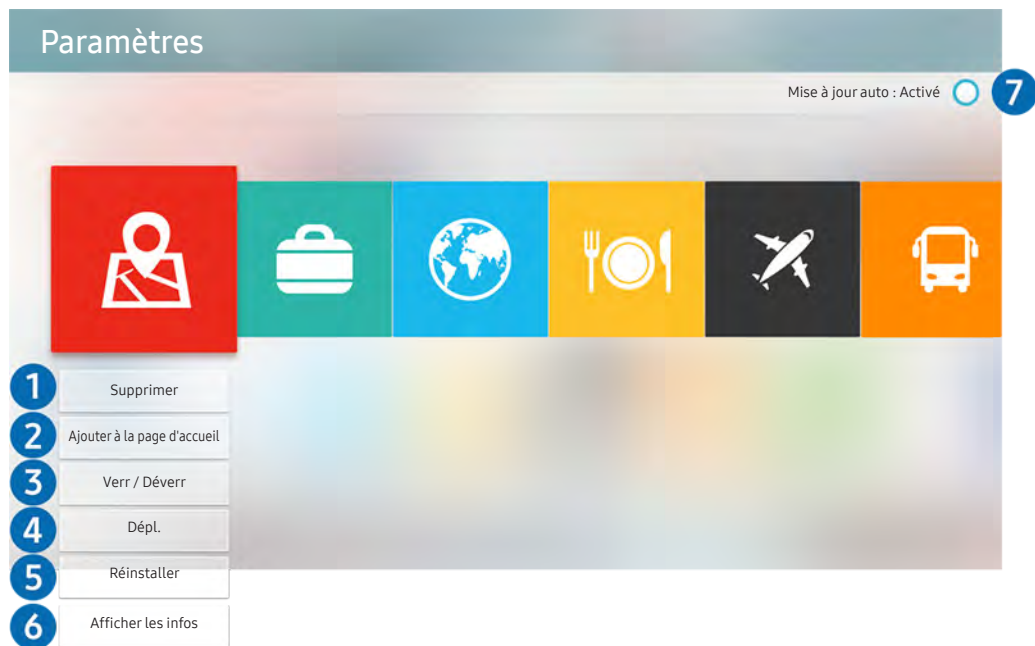 Paramètres
Mise à jour auto : Activé
7
1
Supprimer
2
Ajouter à la page d'accueil
3
Verr / Déverr
4
Dépl.
5
Réinstaller
6
Afficher les infos